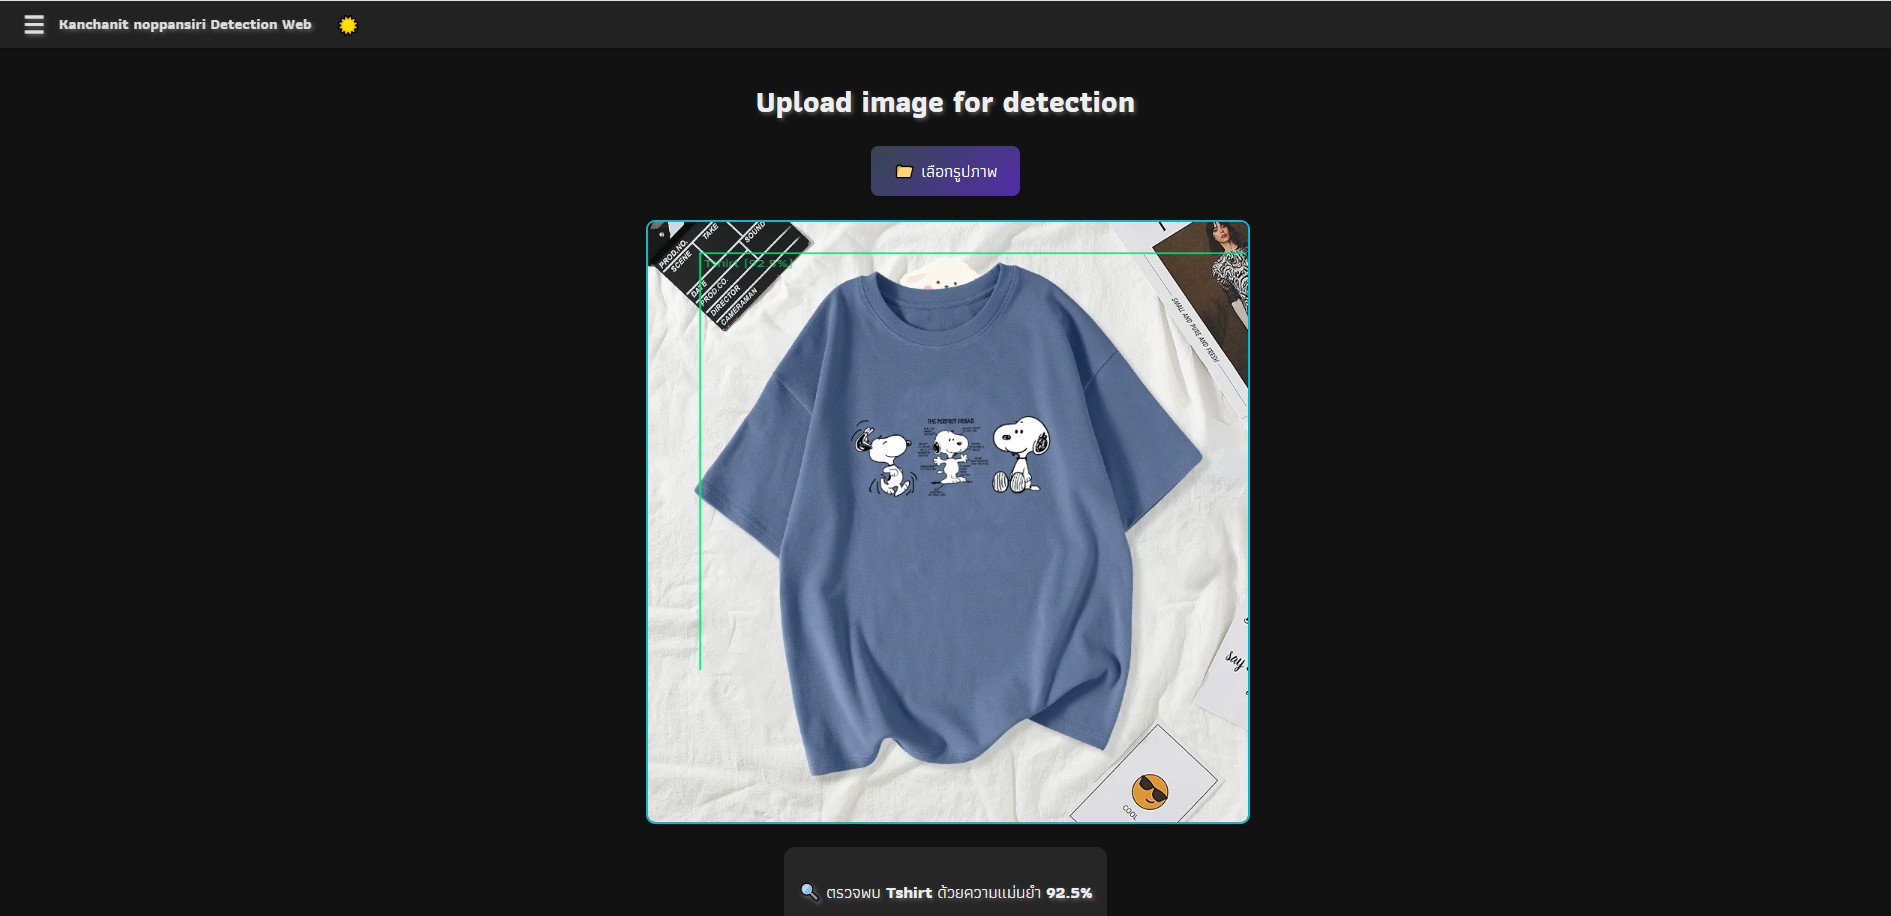 Kanchanit noppansiri Detection Web
Upload image for detection
เลือกรูปภาพ
PROD.NO.
SCENE
TAKE
SOUND
Tshirt (92.5%)
DATE
PROD CO.
DIRECTOR
CAMERAMAN
SMALL AND PURE AND FRESH
THE PERFECT FRIEND
say
COOL
ตรวจพบ Tshirt ด้วยความแม่นยำ 92.5%